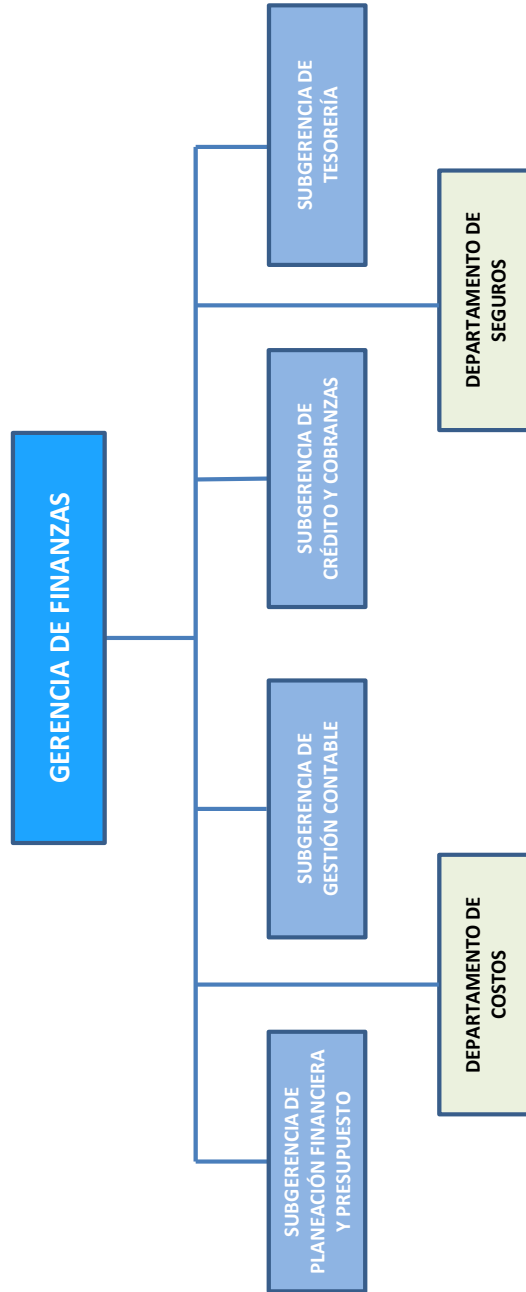 GERENCIA DE FINANZAS
SUBGERENCIA DE
PLANEACIÓN FINANCIERA
Y PRESUPUESTO
SUBGERENCIA DE
GESTIÓN CONTABLE
SUBGERENCIA DE
CRÉDITO Y COBRANZAS
SUBGERENCIA DE
TESORERÍA
DEPARTAMENTO DE
COSTOS
DEPARTAMENTO DE
SEGUROS